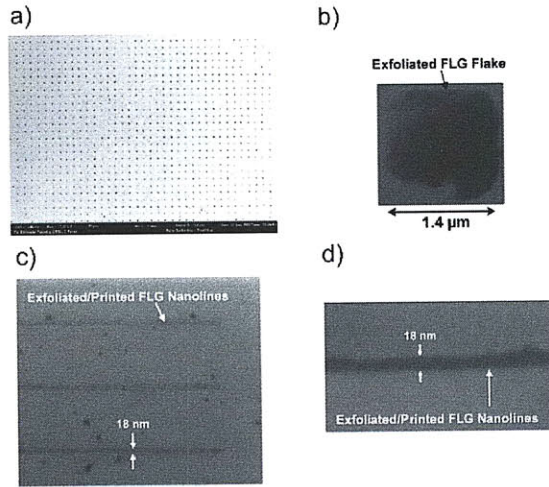 a)
b)
Exfoliated FLG Flake
1.4 µm
c)
Exfoliated/Printed FLG Nanolines
18 nm
d)
18 nm
Exfoliated/Printed FLG Nanolines